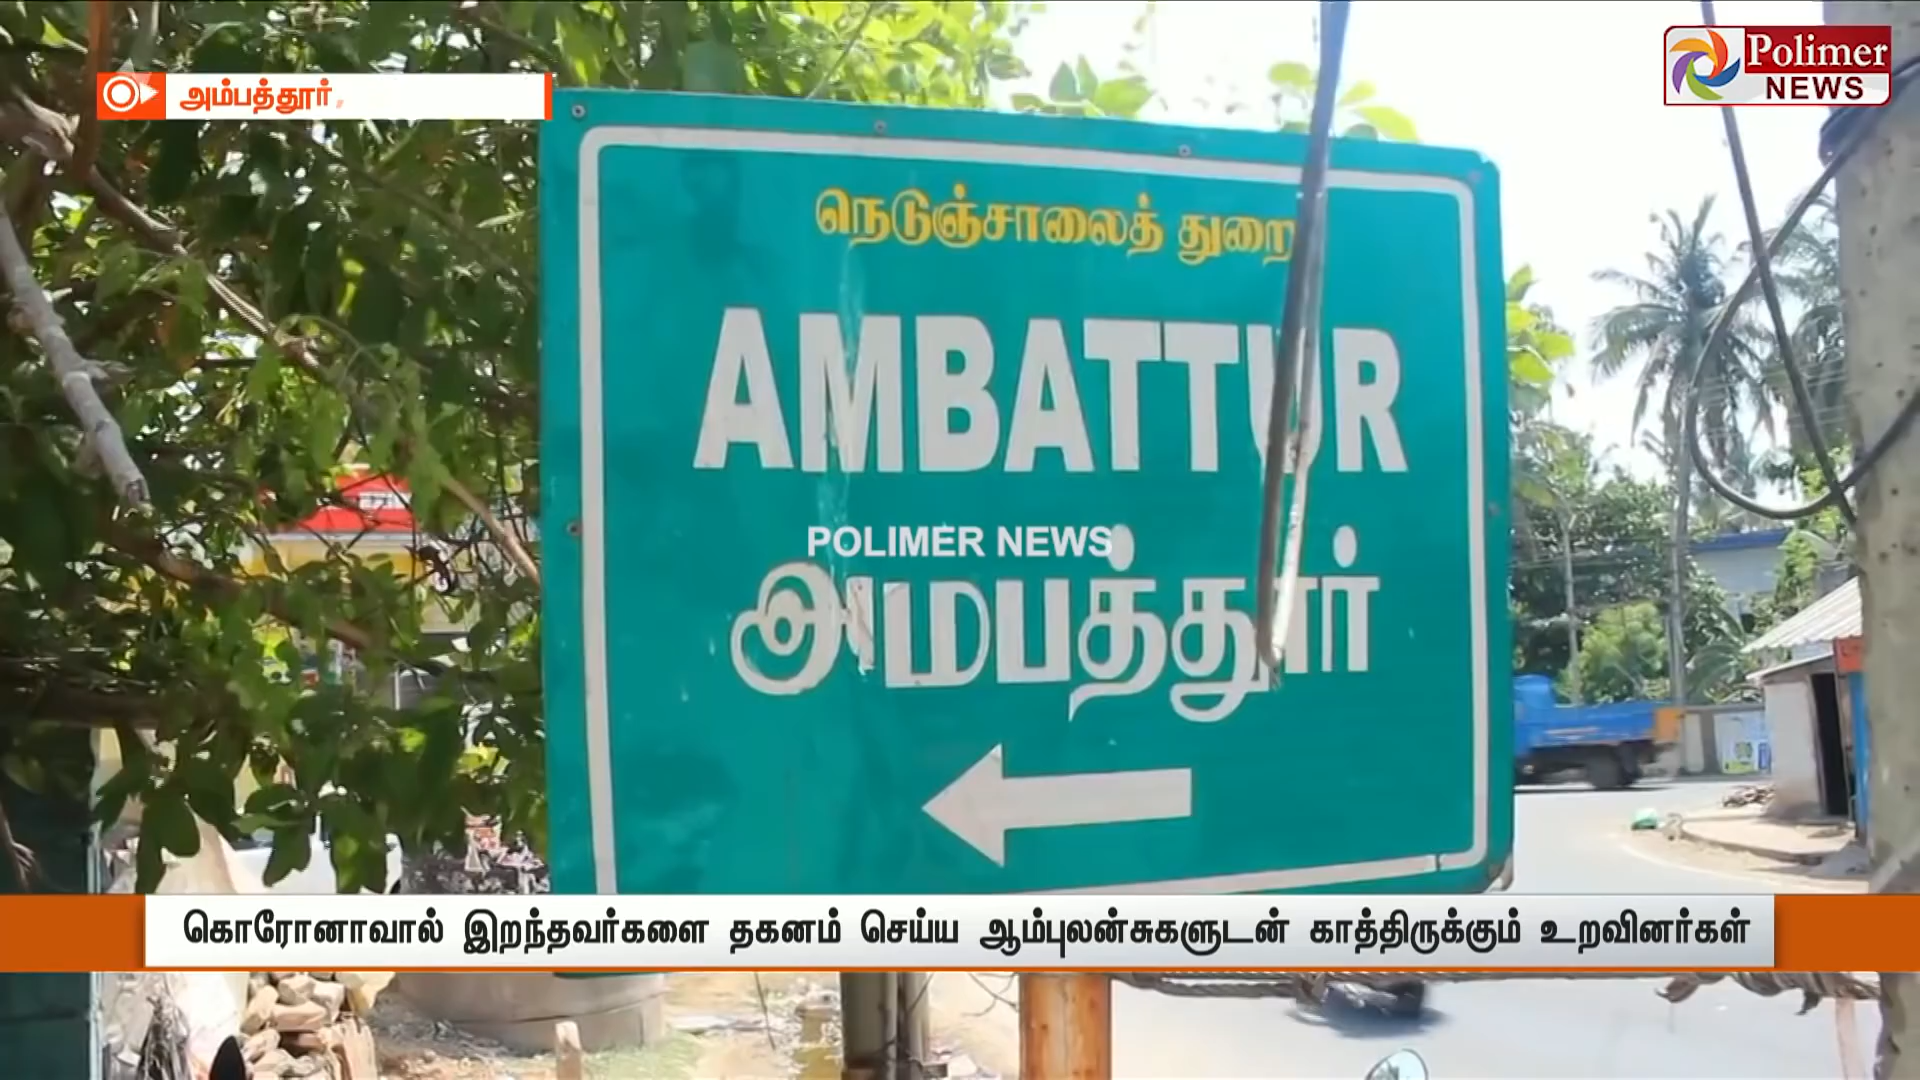 அம்பத்தூர்,
Polimer
NEWS
நெடுஞ்சாலைத் துறை
AMBATTUR
POLIMER NEWS
அமபத்தூர்
கொரோனாவால் இறந்தவர்களை தகனம் செய்ய ஆம்புலன்சுகளுடன் காத்திருக்கும் உறவினர்கள்